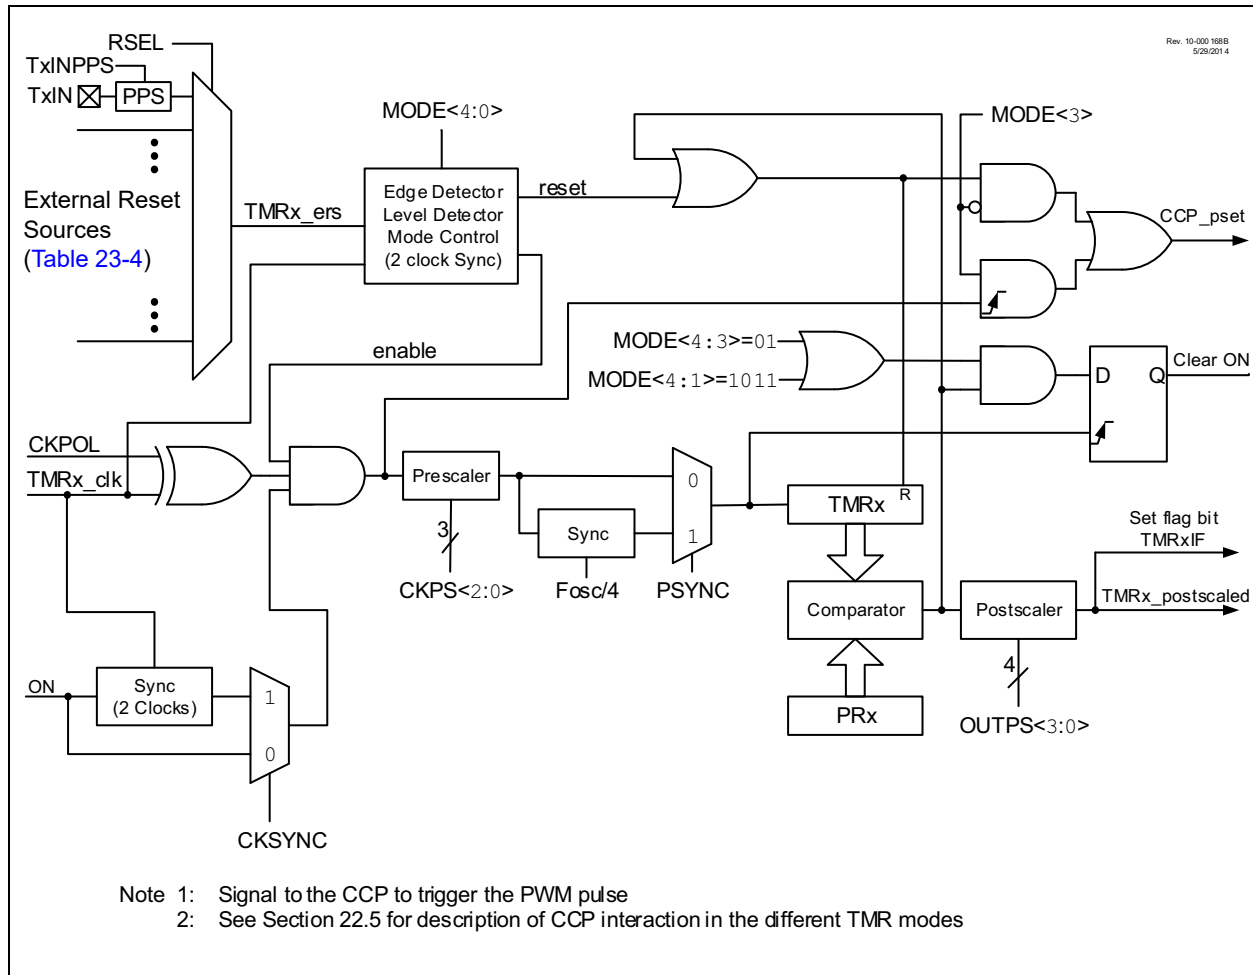 Rev. 10-000 168B
5/29/2014
RSEL
TxINPPS
TxIN
PPS
MODE<4:0>
MODE<3>
External Reset
Sources
(Table 23-4)
TMRx_ers
Edge Detector
Level Detector
Mode Control
(2 clock Sync)
reset
CCP_pset
enable
MODE<4:3>=01
MODE<4:1>=1011
D
Q
Clear ON
CKPOL
TMRx_clk
Prescaler
0
1
Sync
3
CKPS<2:0>
Fosc/4
PSYNC
TMRx
R
Set flag bit
TMRxIF
Comparator
Postscaler
TMRx_postscaled
4
PRx
OUTPS<3:0>
ON
Sync
(2 Clocks)
1
0
CKSYNC
Note 1: Signal to the CCP to trigger the PWM pulse
2: See Section 22.5 for description of CCP interaction in the different TMR modes